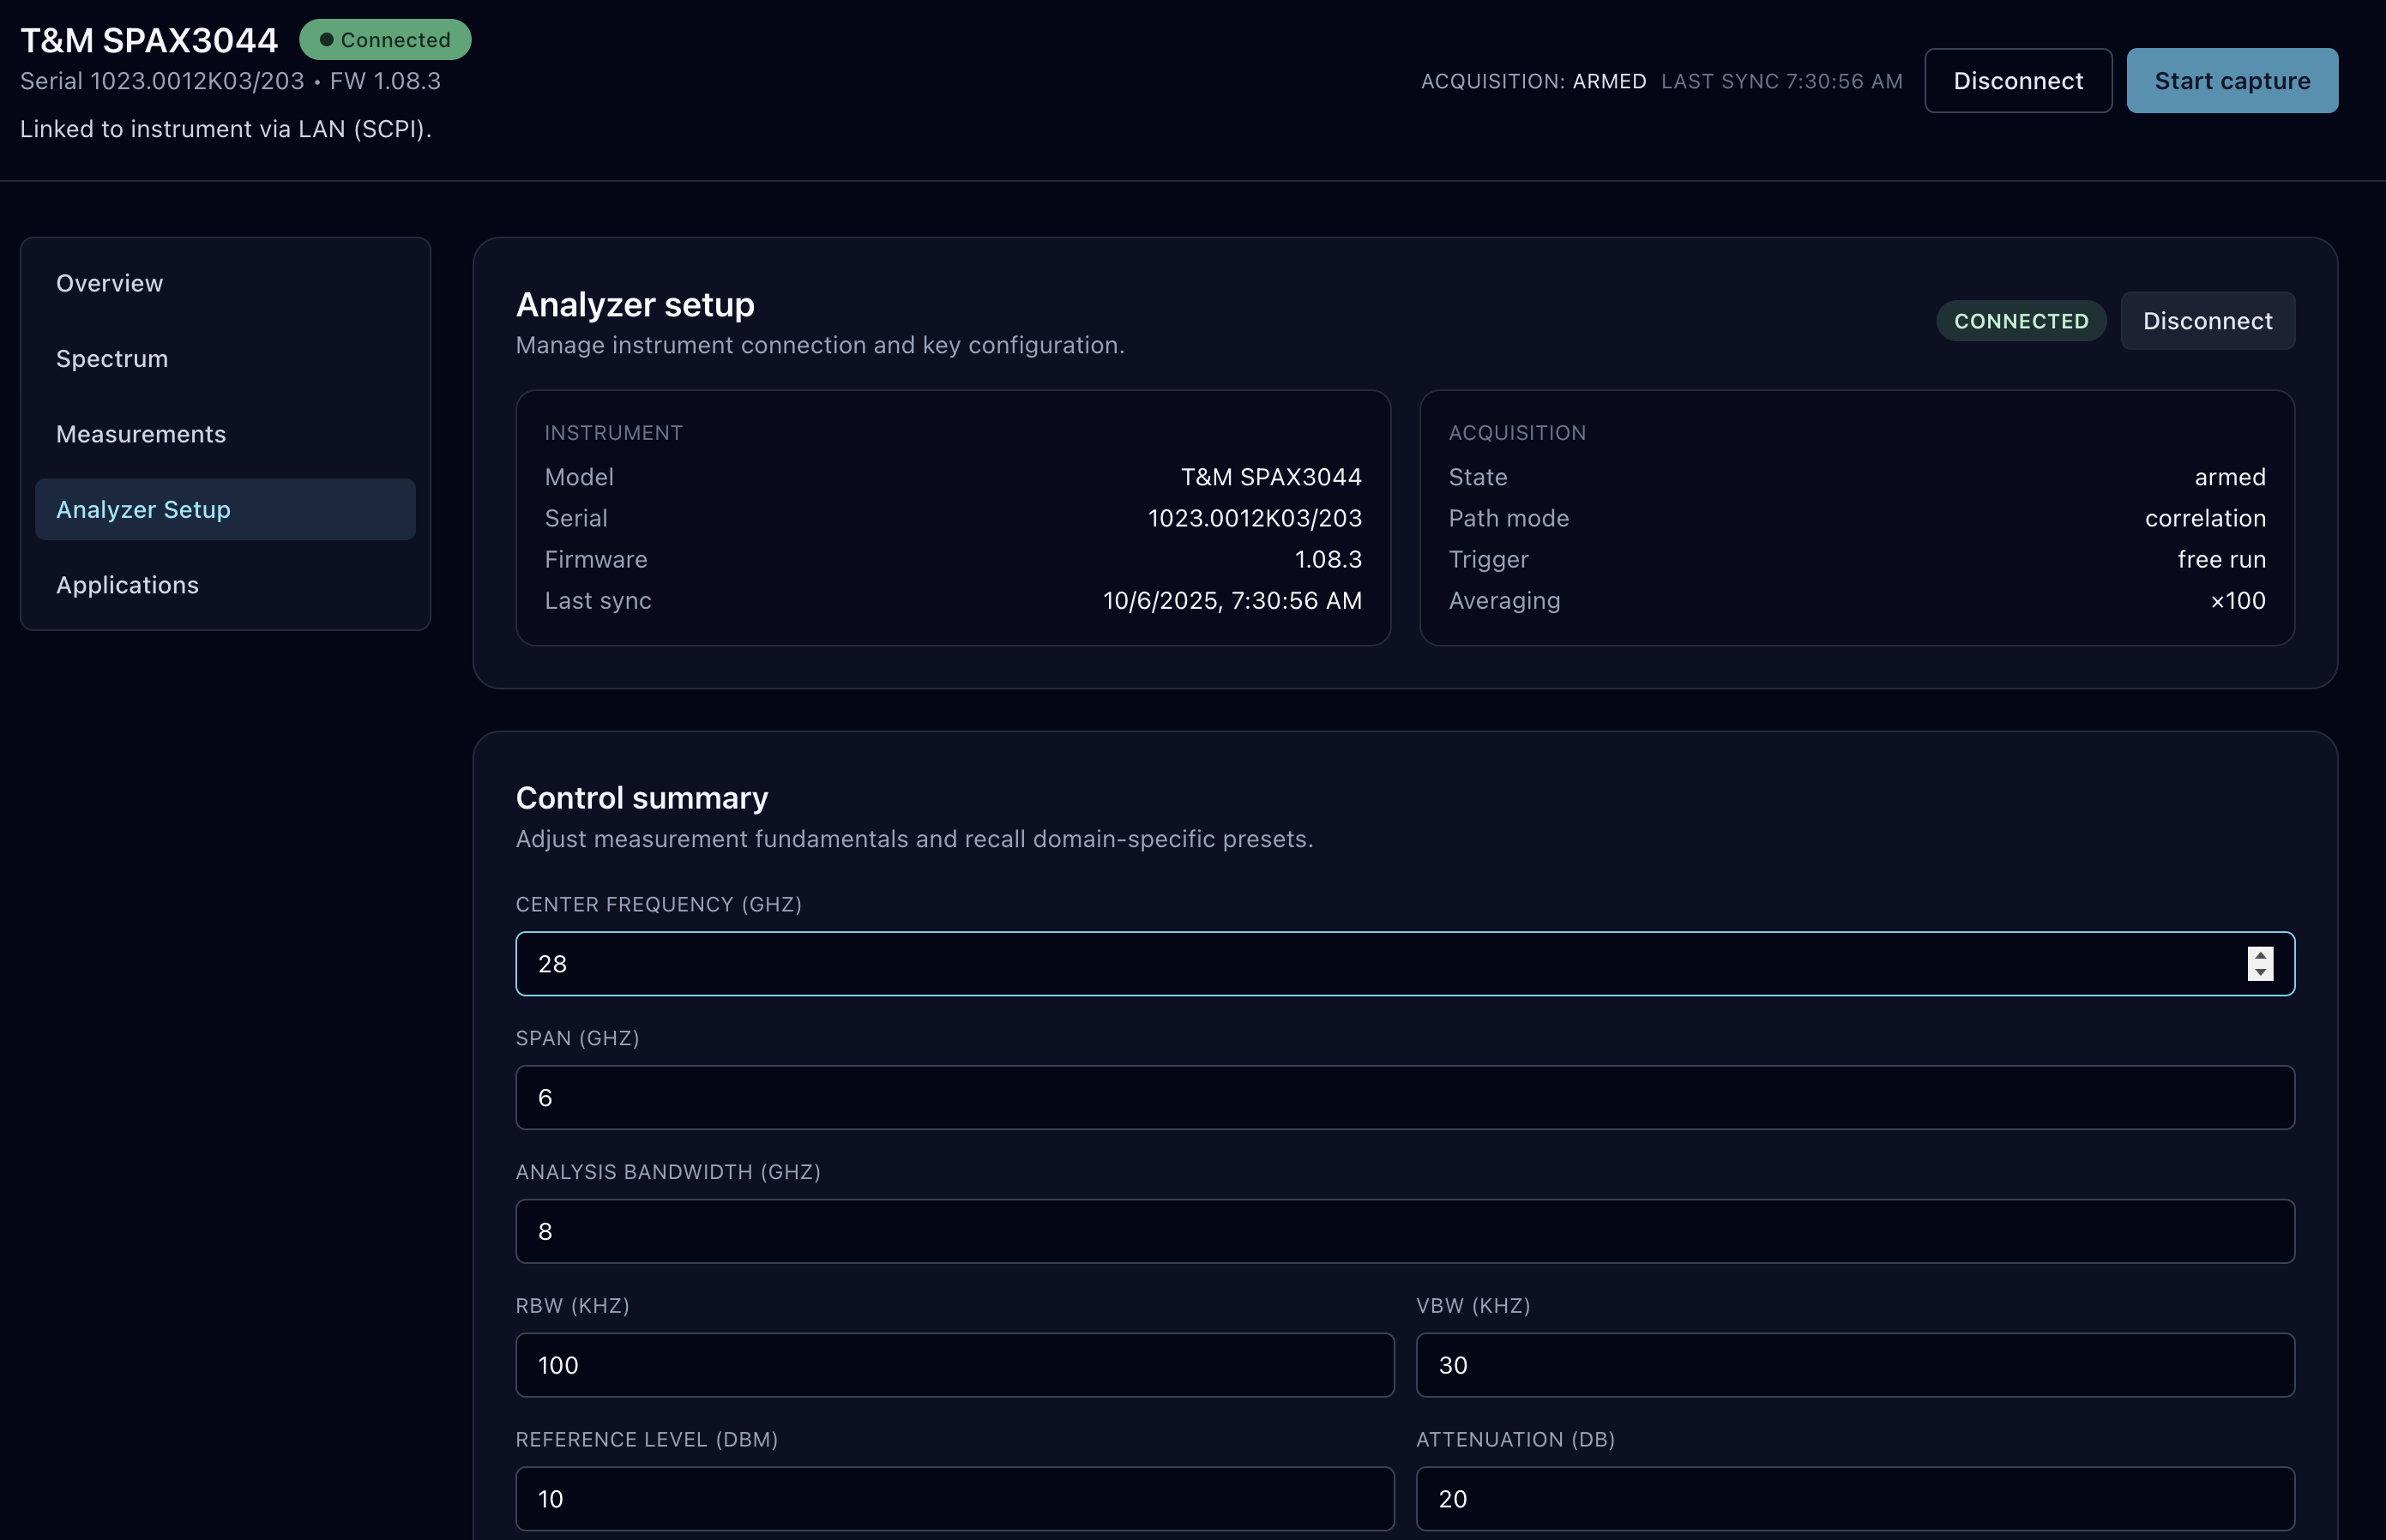 T&M SPAX3044
Connected
Serial 1023.0012K03/203 • FW 1.08.3
Linked to instrument via LAN (SCPI).
ACQUISITION: ARMED LAST SYNC 7:30:56 AM
Disconnect
Start capture
Overview
Spectrum
Measurements
Analyzer Setup
Applications
Analyzer setup
Manage instrument connection and key configuration.
CONNECTED
Disconnect
INSTRUMENT
Model T&M SPAX3044
Serial 1023.0012K03/203
Firmware 1.08.3
Last sync 10/6/2025, 7:30:56 AM
ACQUISITION
State armed
Path mode correlation
Trigger free run
Averaging ×100
Control summary
Adjust measurement fundamentals and recall domain-specific presets.
CENTER FREQUENCY (GHZ)
28
SPAN (GHZ)
6
ANALYSIS BANDWIDTH (GHZ)
8
RBW (KHZ)
100
VBW (KHZ)
30
REFERENCE LEVEL (DBM)
10
ATTENUATION (DB)
20